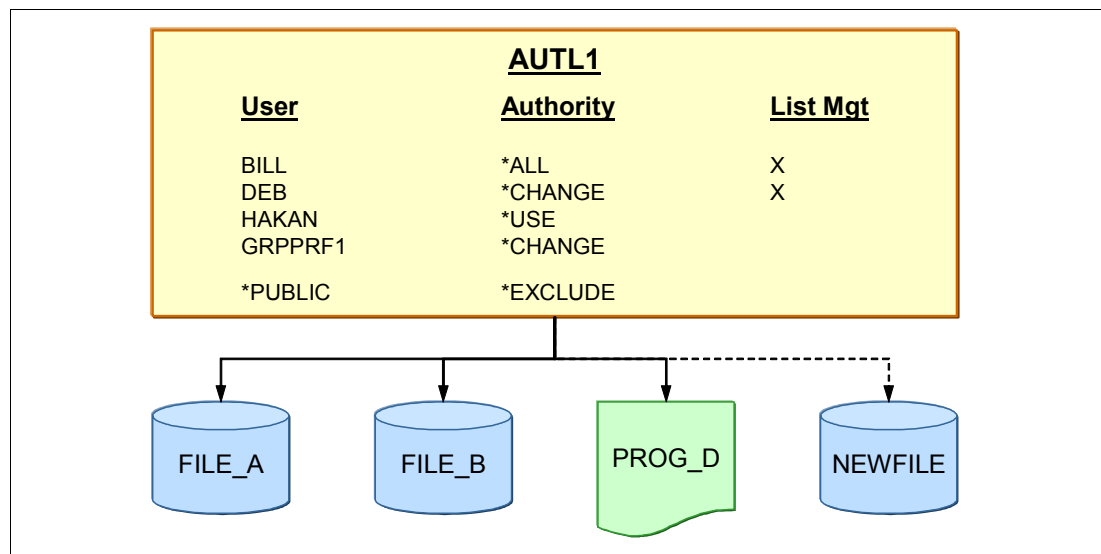 AUTL1
User Authority List Mgt
BILL *ALL X
DEB *CHANGE X
HAKAN *USE
GRPPRF1 *CHANGE
*PUBLIC *EXCLUDE
FILE_A FILE_B PROG_D NEWFILE